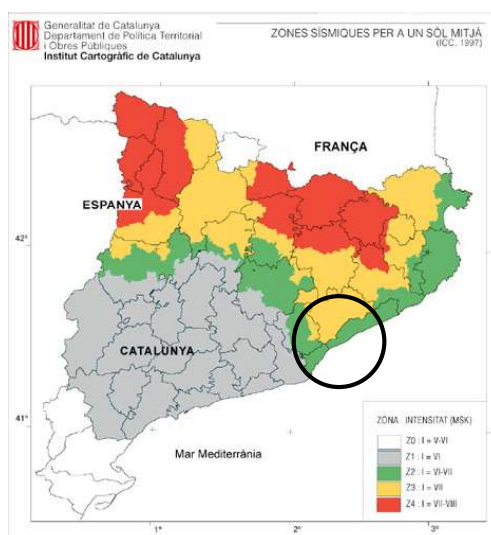 Generalitat de Catalunya
Departament de Política Territorial
i Obres Públiques
Institut Cartogràfic de Catalunya
ZONES SÍSMIQUES PER A UN SÒL MITJÀ
(ICC, 1997)
FRANÇA
ESPANYA
42°
CATALUNYA
41°
Mar Mediterrània
ZONA INTENSITAT (MSK)
Z0 : I = V-VI
Z1 : I = VI
Z2 : I = VI-VII
Z3 : I = VII
Z4 : I = VII-VIII
1° 2° 3°